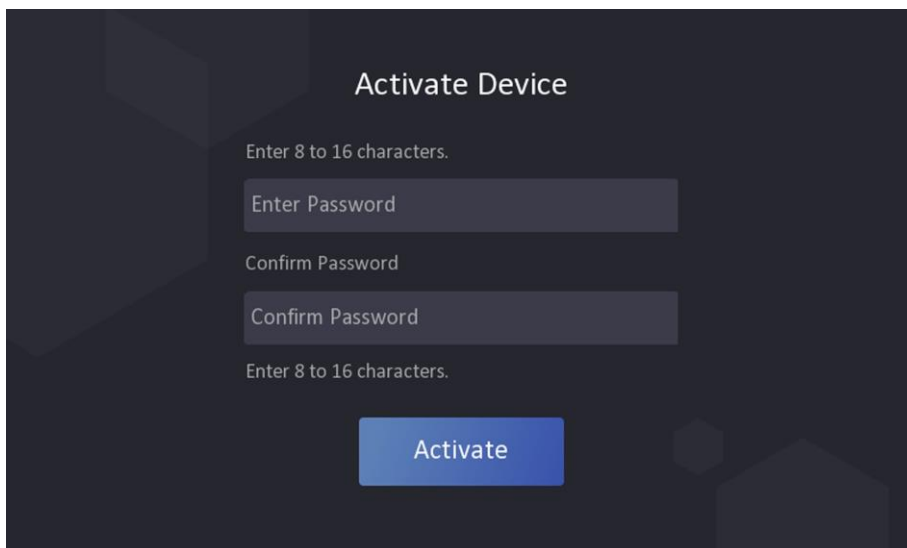 Activate Device
Enter 8 to 16 characters.
Enter Password
Confirm Password
Confirm Password
Enter 8 to 16 characters.
Activate